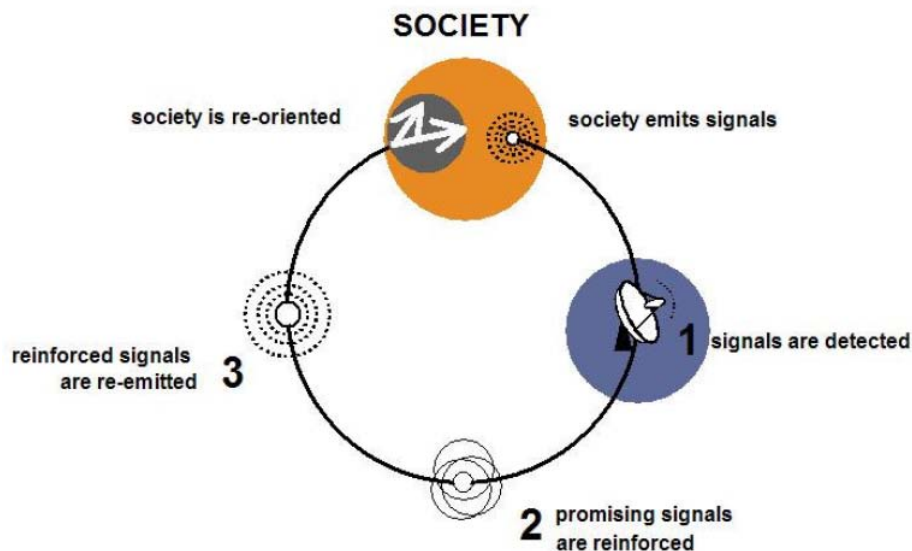 SOCIETY
society is re-oriented
society emits signals
1 signals are detected
reinforced signals
are re-emitted 3
2 promising signals
are reinforced